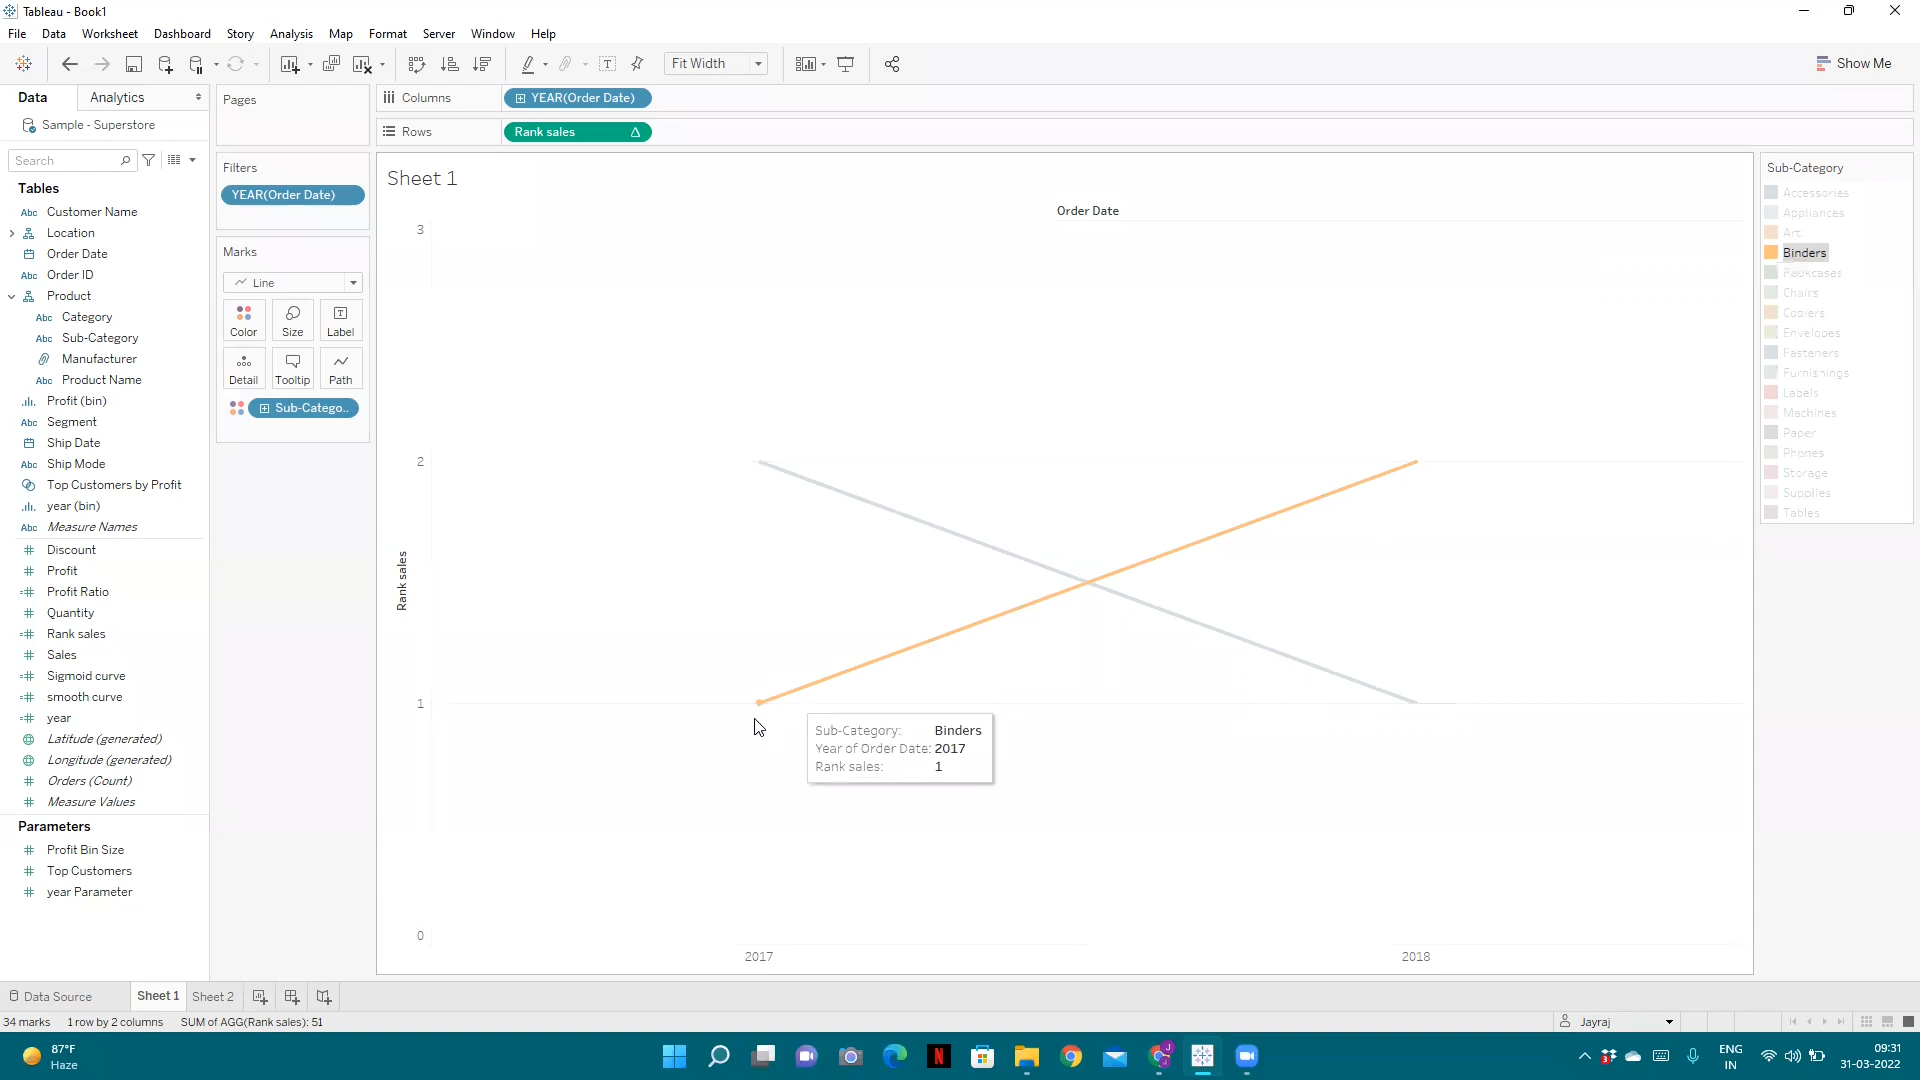 Tableau - Book1
File Data Worksheet Dashboard Story Analysis Map Format Server Window Help
Fit Width
Show Me
Data Analytics
Sample - Superstore
Search
Tables
Abc Customer Name
Location
Order Date
Abc Order ID
Product
Abc Category
Abc Sub-Category
Manufacturer
Abc Product Name
Profit (bin)
Abc Segment
Ship Date
Abc Ship Mode
Top Customers by Profit
year (bin)
Abc Measure Names
# Discount
# Profit
=# Profit Ratio
# Quantity
=# Rank sales
# Sales
=# Sigmoid curve
=# smooth curve
=# year
Latitude (generated)
Longitude (generated)
# Orders (Count)
# Measure Values
Parameters
# Profit Bin Size
# Top Customers
# year Parameter
Pages
Filters
YEAR(Order Date)
Marks
Line
Color Size Label
Detail Tooltip Path
Sub-Catego..
Columns YEAR(Order Date)
Rows Rank sales Δ
Sheet 1
Order Date
3
2
1
0
Rank sales
2017 2018
Sub-Category: Binders
Year of Order Date: 2017
Rank sales: 1
Sub-Category
Accessories
Appliances
Art
Binders
Bookcases
Chairs
Copiers
Envelopes
Fasteners
Furnishings
Labels
Machines
Paper
Phones
Storage
Supplies
Tables
Data Source Sheet 1 Sheet 2
34 marks 1 row by 2 columns SUM of AGG(Rank sales): 51
Jayraj
87°F
Haze
N
J
3
ENG
IN
09:31
31-03-2022